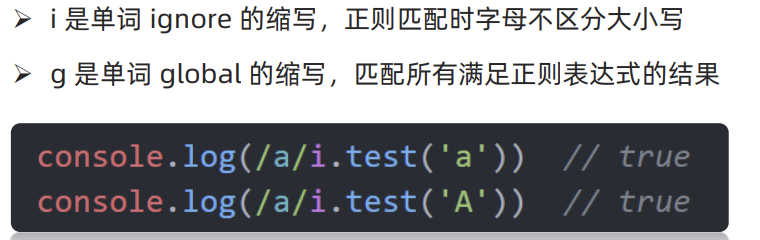 ➢ i 是单词 ignore 的缩写，正则匹配时字母不区分大小写
➢ g 是单词 global 的缩写，匹配所有满足正则表达式的结果
console.log(/a/i.test('a'))  // true
console.log(/a/i.test('A'))  // true